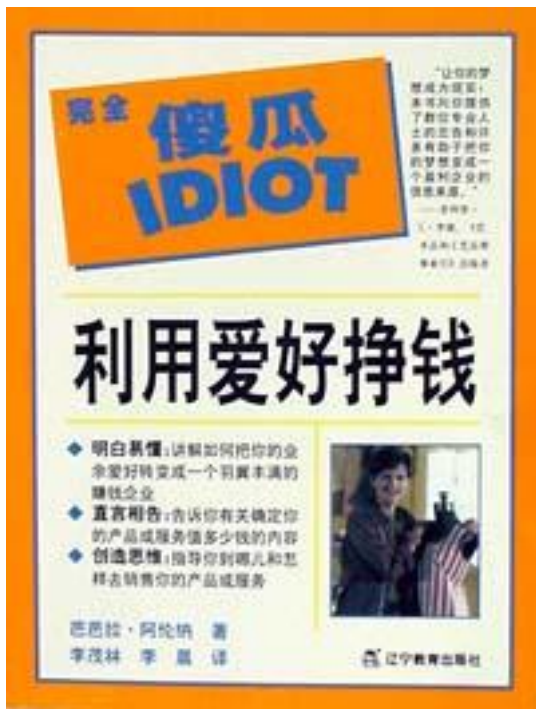 完全
傻瓜
IDIOT
"让你的梦
想成为现实:
本书向你提供
了数位专业人
士的忠告和许
多有助于把你
的梦想变成一
个盈利企业的
信息来源。"
利用爱好挣钱
明白易懂:讲解如何把你的业
余爱好转变成一个羽翼丰满的
赚钱企业
直言相告:告诉你有关确定你
的产品或服务值多少钱的内容
创造思维:指导你到哪儿和怎
样去销售你的产品或服务
芭芭拉·阿伦纳 著
李茂林 李晨 译
辽宁教育出版社